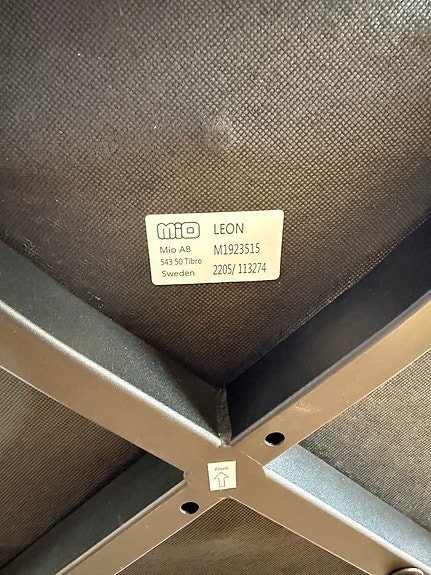 MIO LEON
Mio AB M1923515
543 50 Tibro
Sweden 2205/ 113274
Front